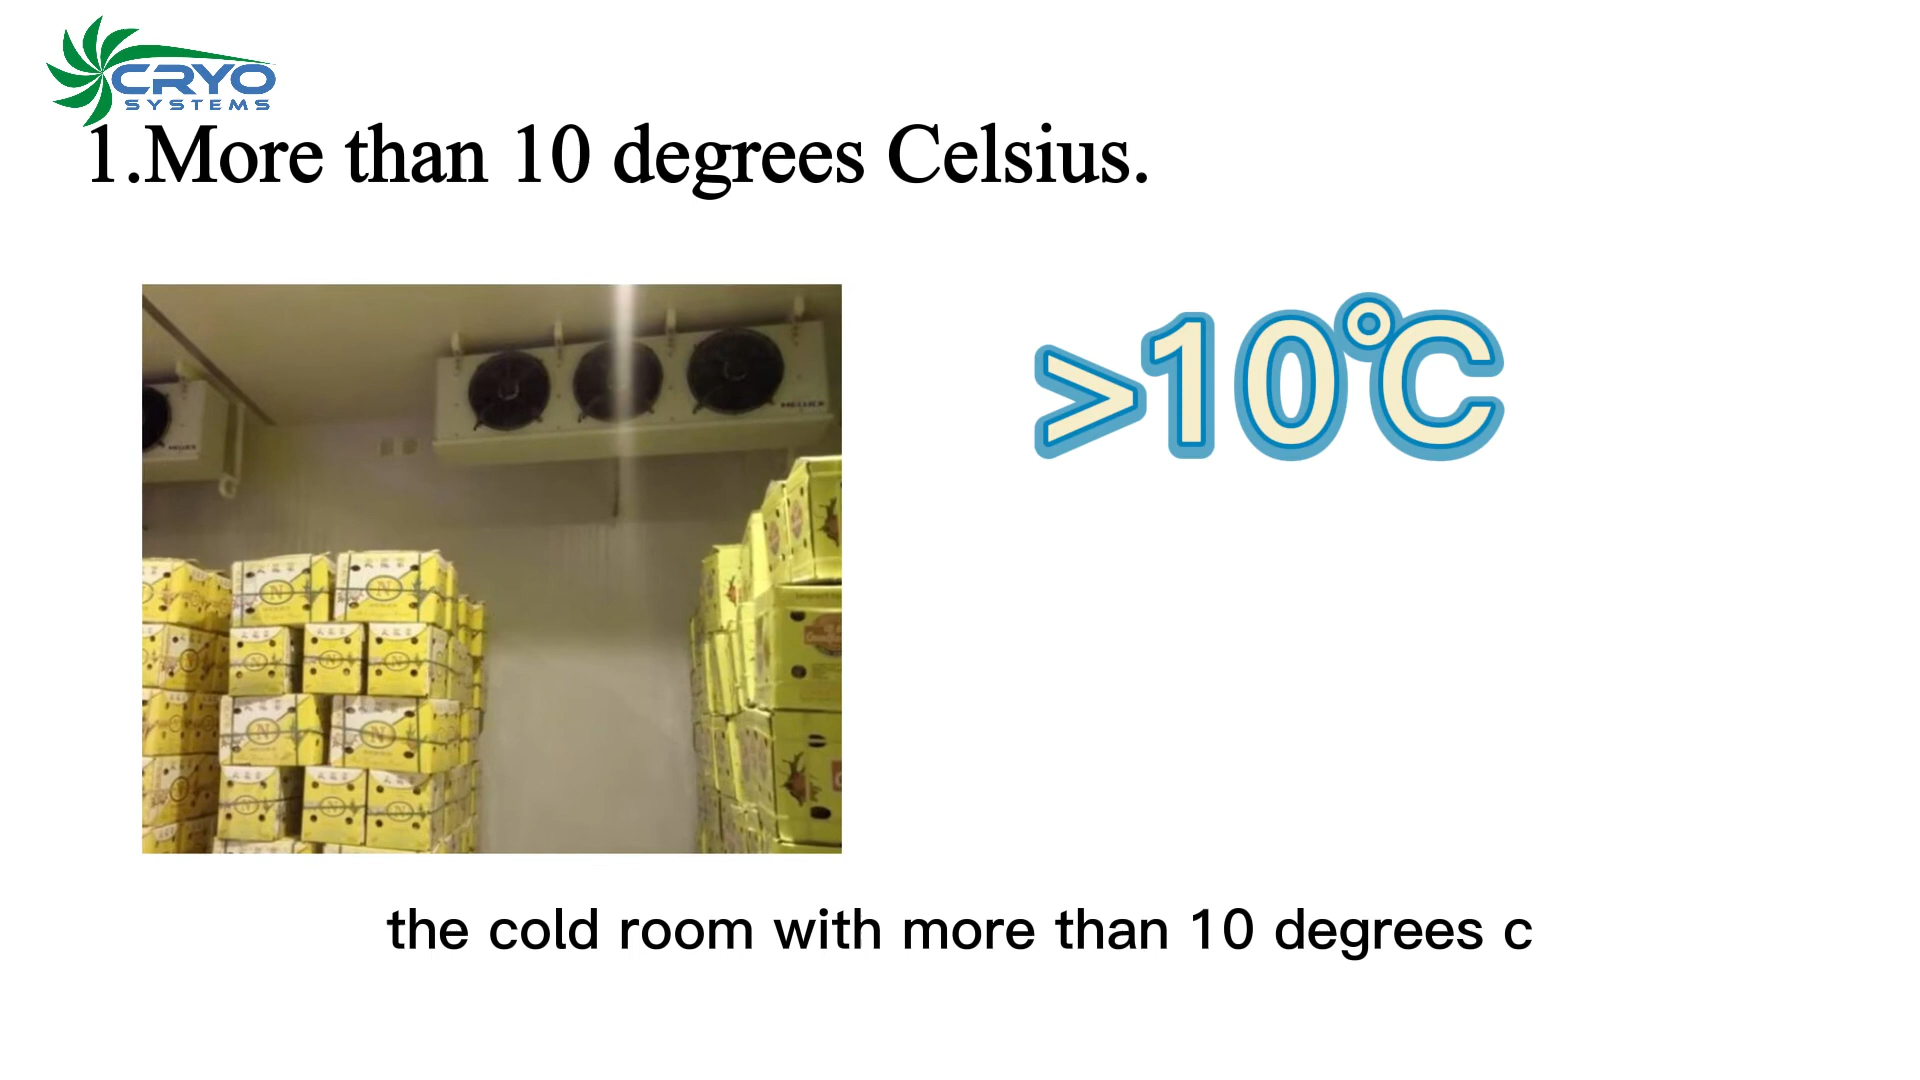 CRYO
SYSTEMS
1.More than 10 degrees Celsius.
>10°C
N
N
N
N
N
N
N
N
N
N
the cold room with more than 10 degrees c